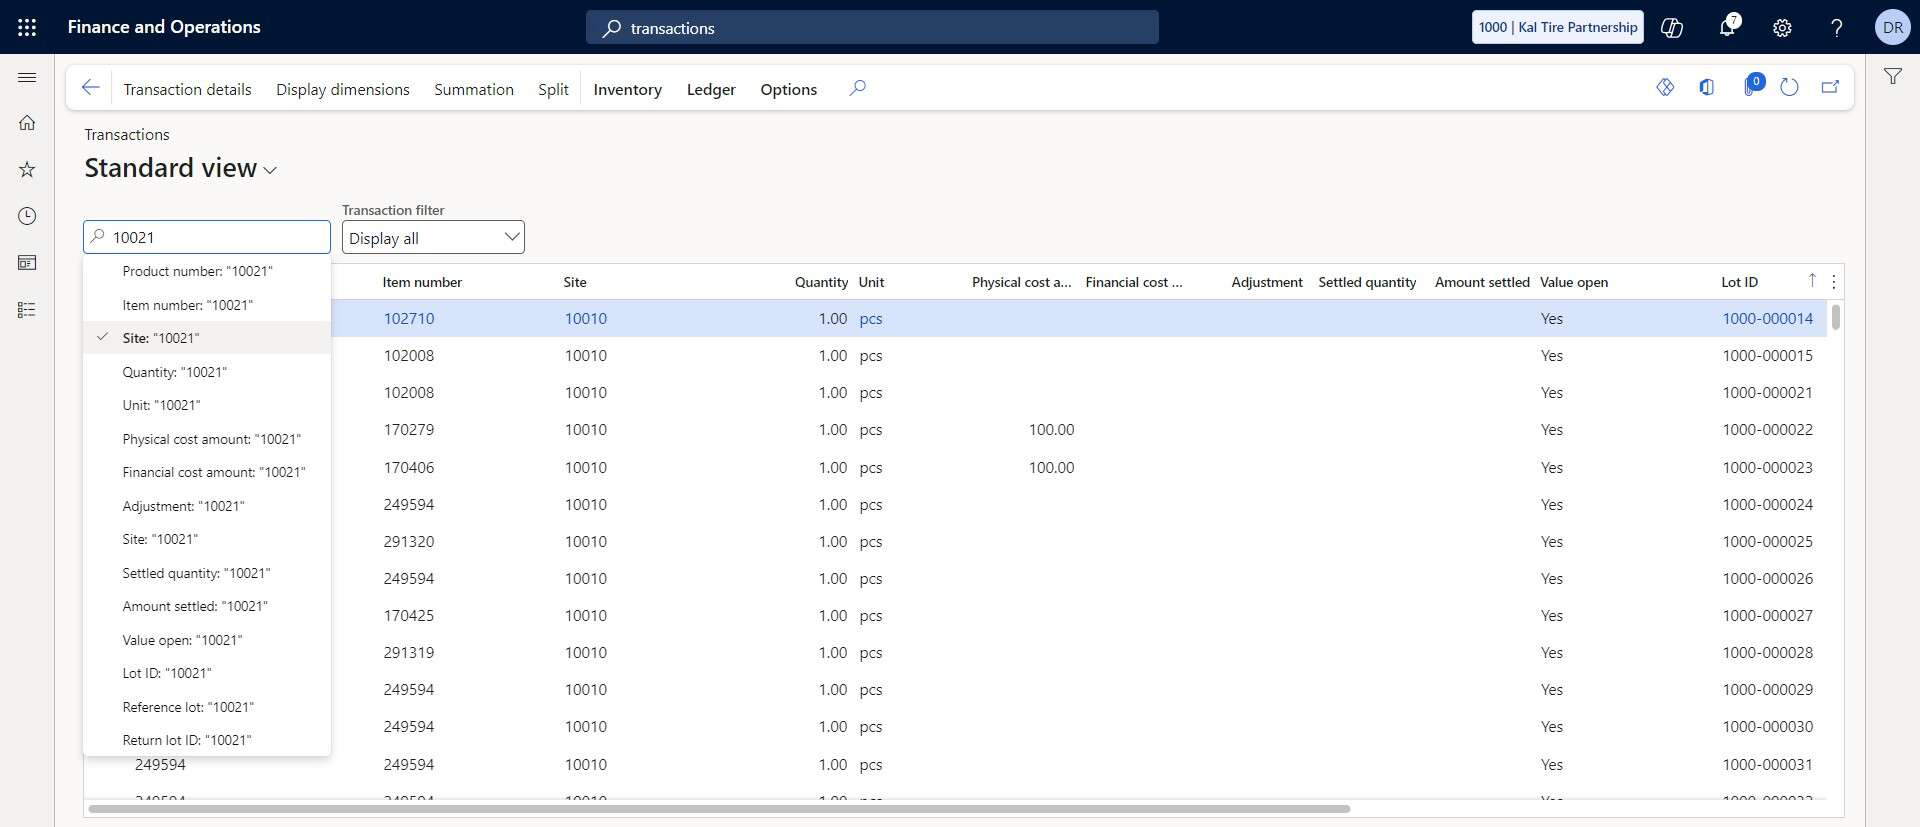 Finance and Operations
transactions
1000 | Kal Tire Partnership
7
DR
Transaction details Display dimensions Summation Split Inventory Ledger Options
0
Transactions
Standard view
Transaction filter
10021
Display all
Product number: "10021"
Item number: "10021"
Site: "10021"
Quantity: "10021"
Unit: "10021"
Physical cost amount: "10021"
Financial cost amount: "10021"
Adjustment: "10021"
Site: "10021"
Settled quantity: "10021"
Amount settled: "10021"
Value open: "10021"
Lot ID: "10021"
Reference lot: "10021"
Return lot ID: "10021"
Item number Site Quantity Unit Physical cost a... Financial cost ... Adjustment Settled quantity Amount settled Value open Lot ID
102710 10010 1.00 pcs Yes 1000-000014
102008 10010 1.00 pcs Yes 1000-000015
102008 10010 1.00 pcs Yes 1000-000021
170279 10010 1.00 pcs 100.00 Yes 1000-000022
170406 10010 1.00 pcs 100.00 Yes 1000-000023
249594 10010 1.00 pcs Yes 1000-000024
291320 10010 1.00 pcs Yes 1000-000025
249594 10010 1.00 pcs Yes 1000-000026
170425 10010 1.00 pcs Yes 1000-000027
291319 10010 1.00 pcs Yes 1000-000028
249594 10010 1.00 pcs Yes 1000-000029
249594 10010 1.00 pcs Yes 1000-000030
249594 249594 10010 1.00 pcs Yes 1000-000031